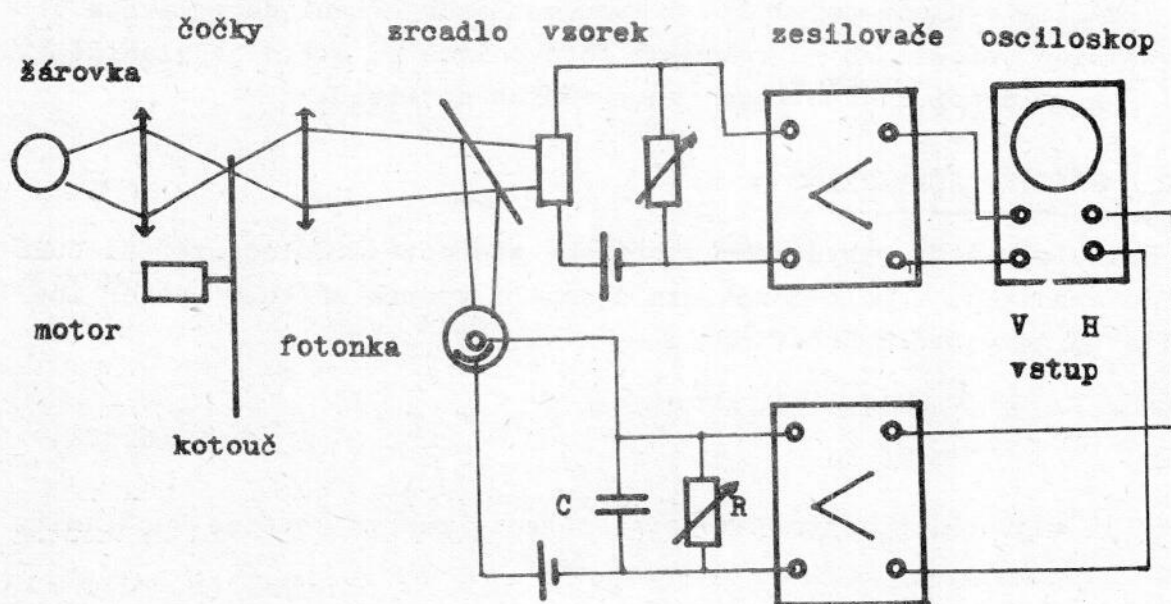 čočky zrcadlo vzorek zesilovače osciloskop
žárovka
motor fotonka V H
vstup
kotouč
C R